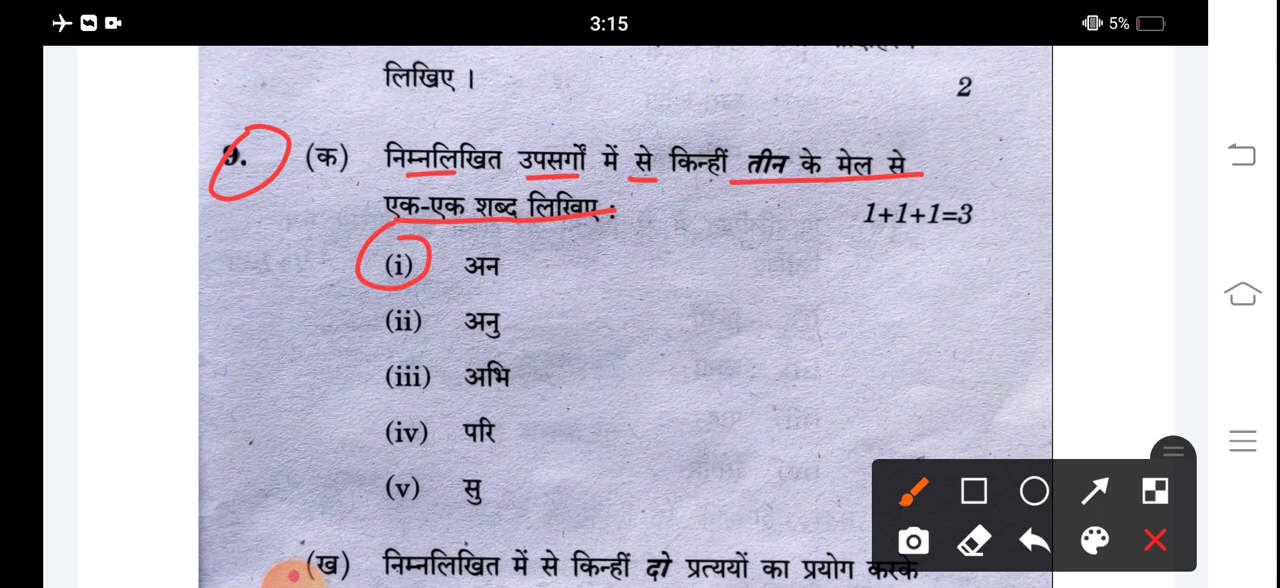 3:15
5%
लिखिए ।
2
9. (क) निम्नलिखित उपसर्गों में से किन्हीं तीन के मेल से
एक-एक शब्द लिखिए : 1+1+1=3
(i) अन
(ii) अनु
(iii) अभि
(iv) परि
(v) सु
(ख) निम्नलिखित में से किन्हीं दो प्रत्ययों का प्रयोग करके